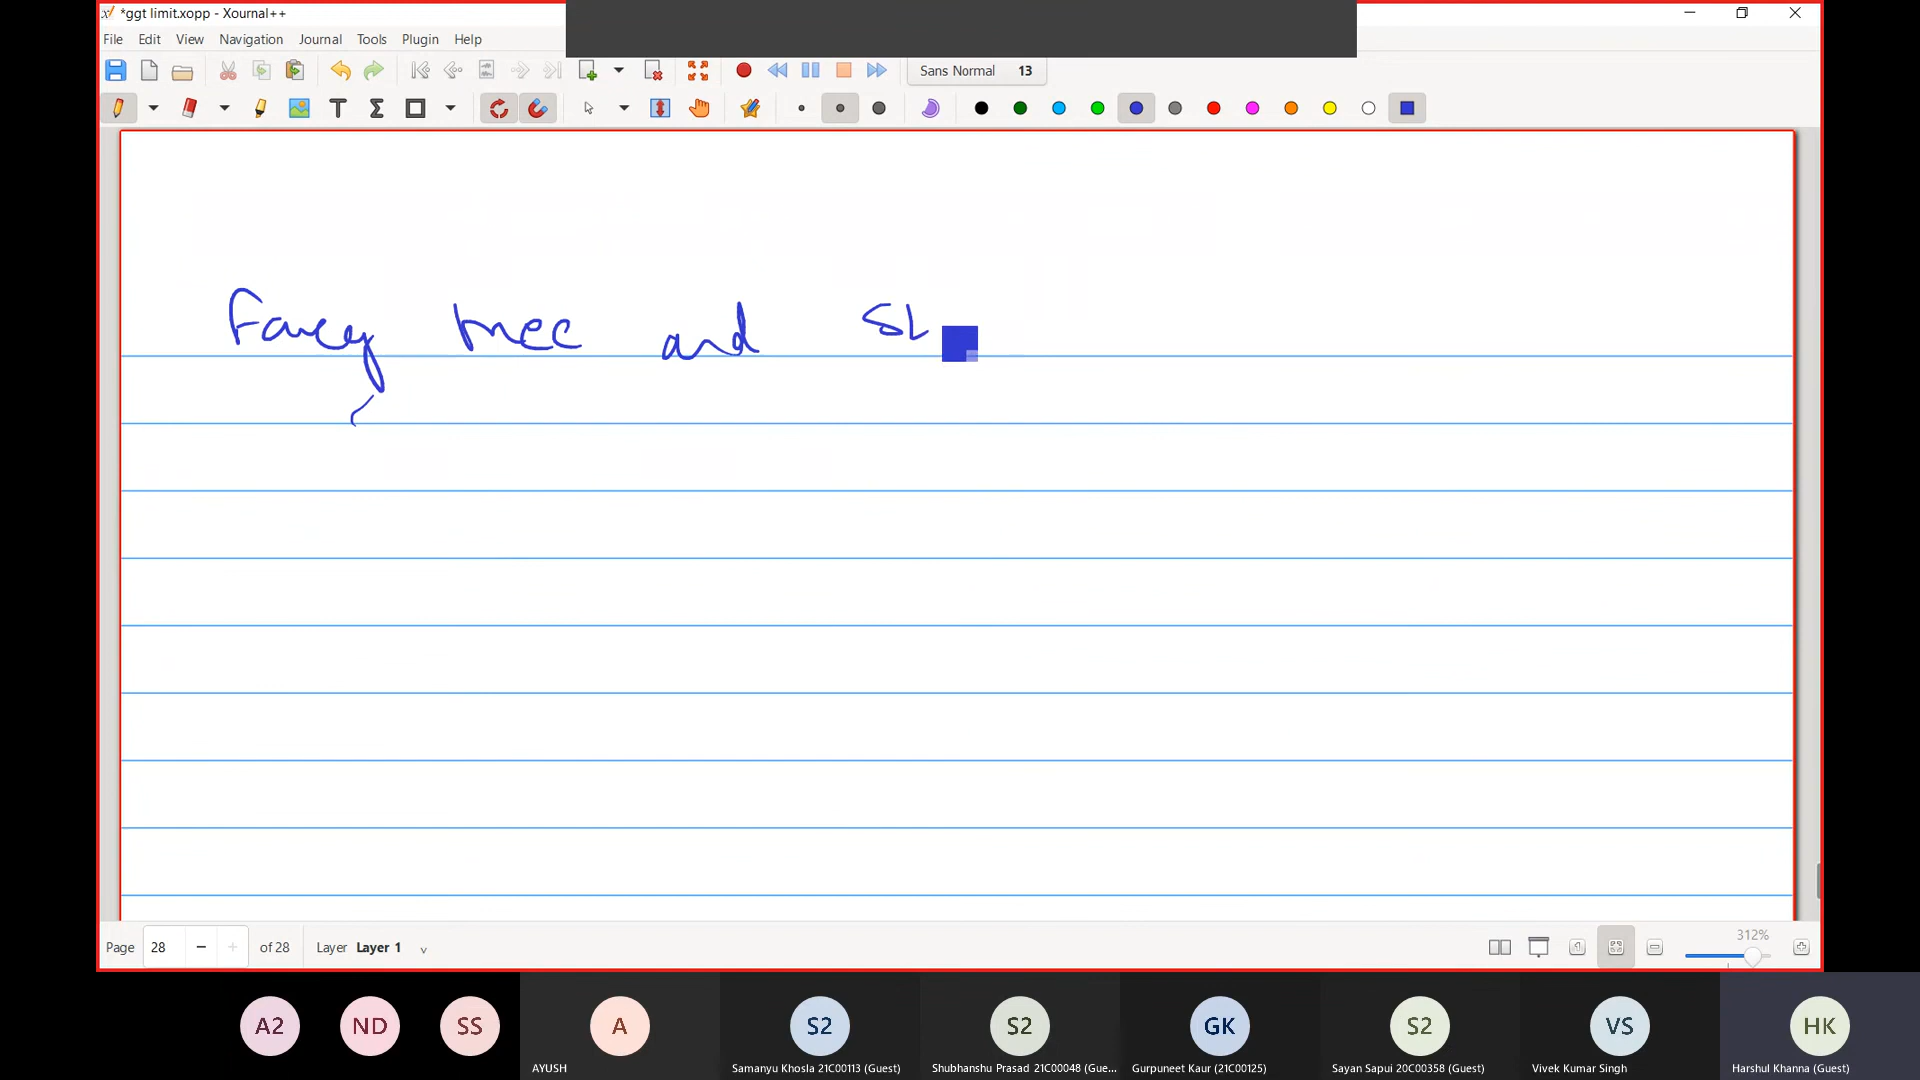 *ggt limit.xopp - Xournal++
File Edit View Navigation Journal Tools Plugin Help
Sans Normal 13
Farey tree and SL
Page 28 of 28 Layer Layer 1 312%
A2 ND SS A S2 S2 GK S2 VS HK
AYUSH Samanyu Khosla 21C00113 (Guest) Shubhanshu Prasad 21C00048 (Gue... Gurpuneet Kaur (21C00125) Sayan Sapui 20C00358 (Guest) Vivek Kumar Singh Harshul Khanna (Guest)